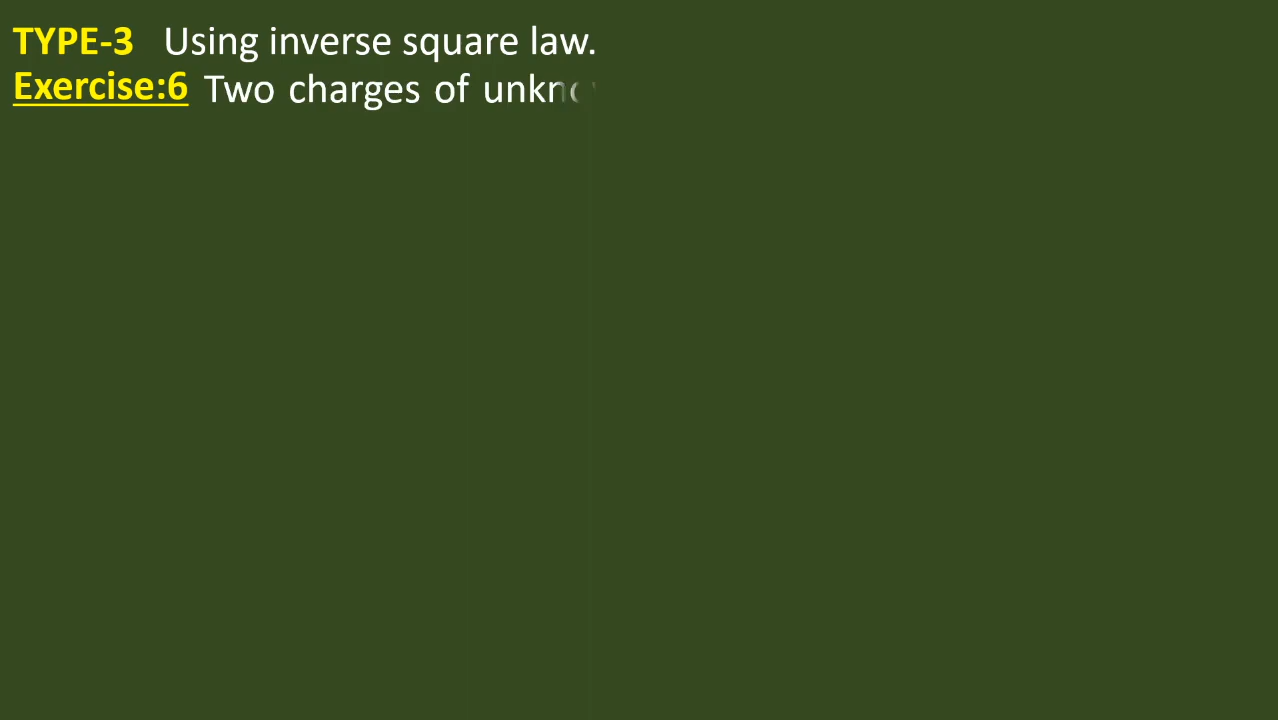 TYPE-3 Using inverse square law.
Exercise:6 Two charges of